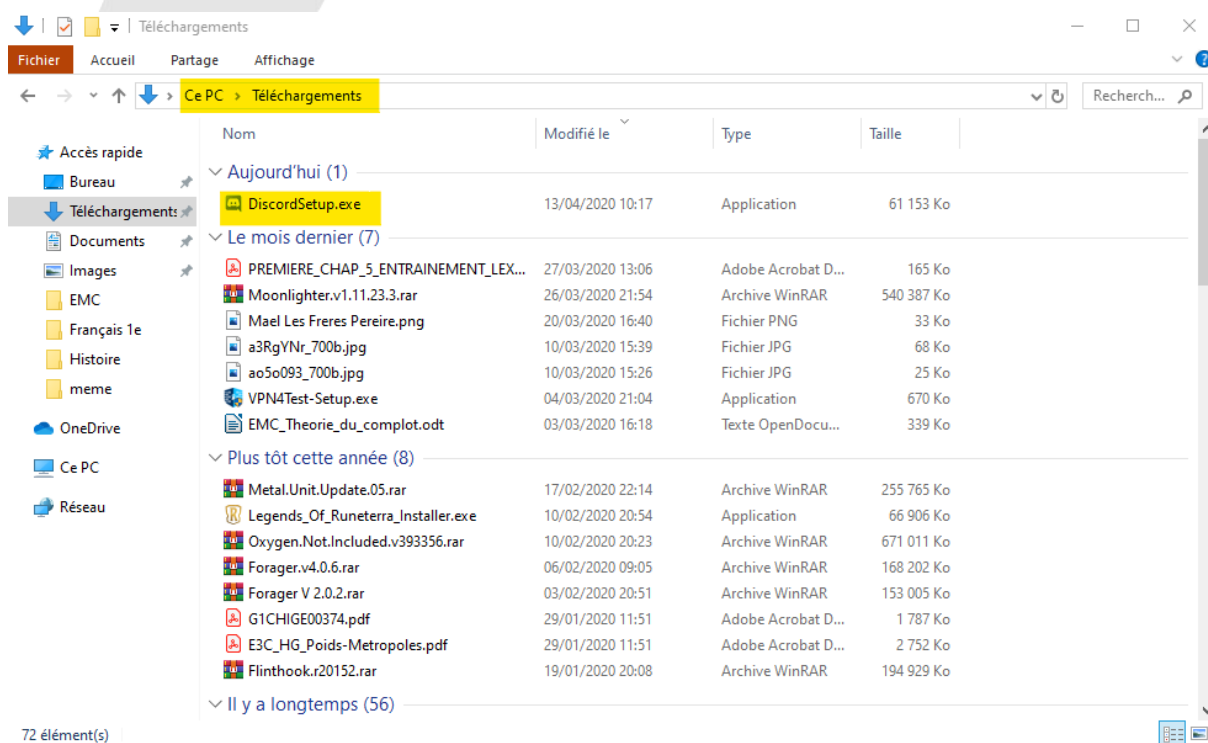 Téléchargements
Fichier Accueil Partage Affichage
Ce PC > Téléchargements Recherch...
Nom Modifié le Type Taille
Accès rapide
Bureau
Téléchargements
Documents
Images
EMC
Français 1e
Histoire
meme
OneDrive
Ce PC
Réseau
Aujourd'hui (1)
DiscordSetup.exe 13/04/2020 10:17 Application 61 153 Ko
Le mois dernier (7)
PREMIERE_CHAP_5_ENTRAINEMENT_LEX... 27/03/2020 13:06 Adobe Acrobat D... 165 Ko
Moonlighter.v1.11.23.3.rar 26/03/2020 21:54 Archive WinRAR 540 387 Ko
Mael Les Freres Pereire.png 20/03/2020 16:40 Fichier PNG 33 Ko
a3RgYNr_700b.jpg 10/03/2020 15:39 Fichier JPG 68 Ko
ao5o093_700b.jpg 10/03/2020 15:26 Fichier JPG 25 Ko
VPN4Test-Setup.exe 04/03/2020 21:04 Application 670 Ko
EMC_Theorie_du_complot.odt 03/03/2020 16:18 Texte OpenDocu... 339 Ko
Plus tôt cette année (8)
Metal.Unit.Update.05.rar 17/02/2020 22:14 Archive WinRAR 255 765 Ko
Legends_Of_Runeterra_Installer.exe 10/02/2020 20:54 Application 66 906 Ko
Oxygen.Not.Included.v393356.rar 10/02/2020 20:23 Archive WinRAR 671 011 Ko
Forager.v4.0.6.rar 06/02/2020 09:05 Archive WinRAR 168 202 Ko
Forager V 2.0.2.rar 03/02/2020 20:51 Archive WinRAR 153 005 Ko
G1CHIGE00374.pdf 29/01/2020 11:51 Adobe Acrobat D... 1 787 Ko
E3C_HG_Poids-Metropoles.pdf 29/01/2020 11:51 Adobe Acrobat D... 2 752 Ko
Flinthook.r20152.rar 19/01/2020 20:08 Archive WinRAR 194 929 Ko
Il y a longtemps (56)
72 élément(s)